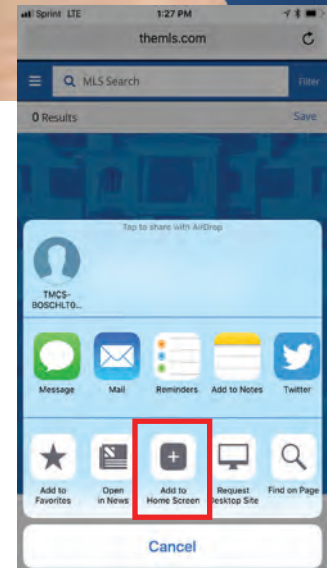 Sprint LTE 1:27 PM
themls.com
MLS Search Filter
0 Results Save
Tap to share with AirDrop
TMCS-
BOSCHLT0...
Message Mail Reminders Add to Notes Twitter
Add to Favorites Open in News Add to Home Screen Request Desktop Site Find on Page
Cancel